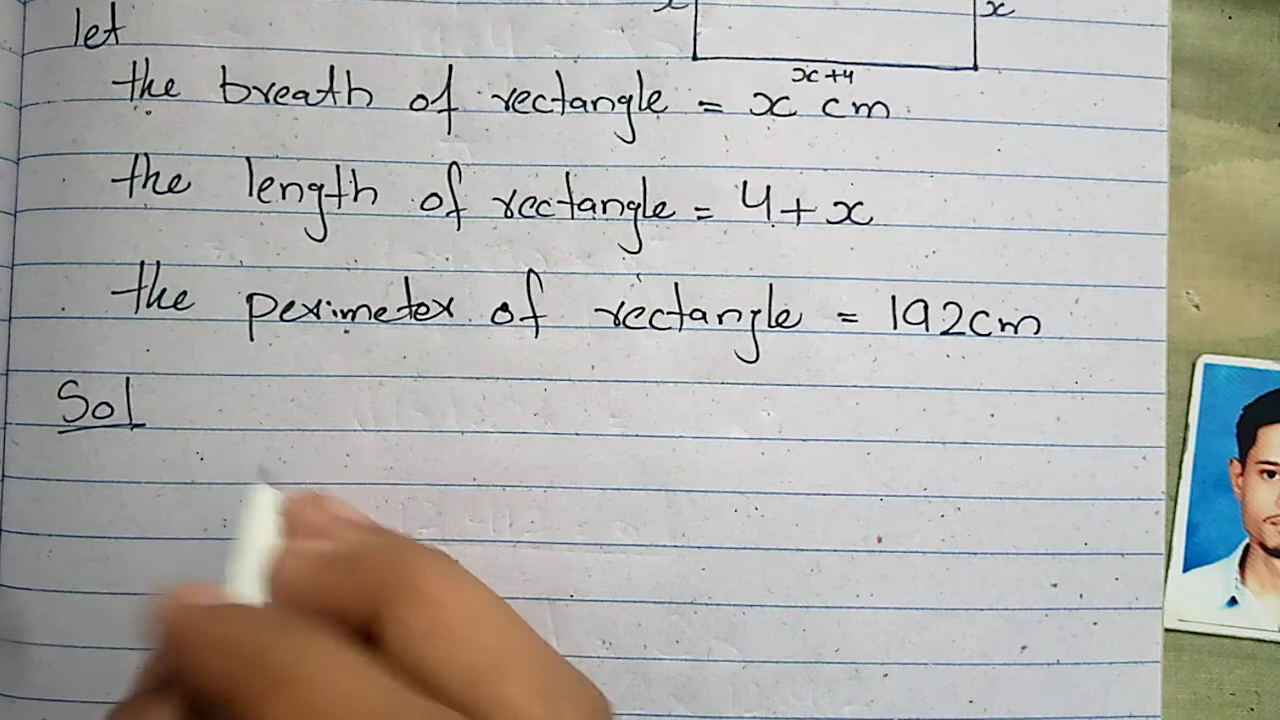 x x
let
x+4
the breath of rectangle = x cm.
the length of rectangle = 4+x
the perimeter of rectangle = 192cm
Sol